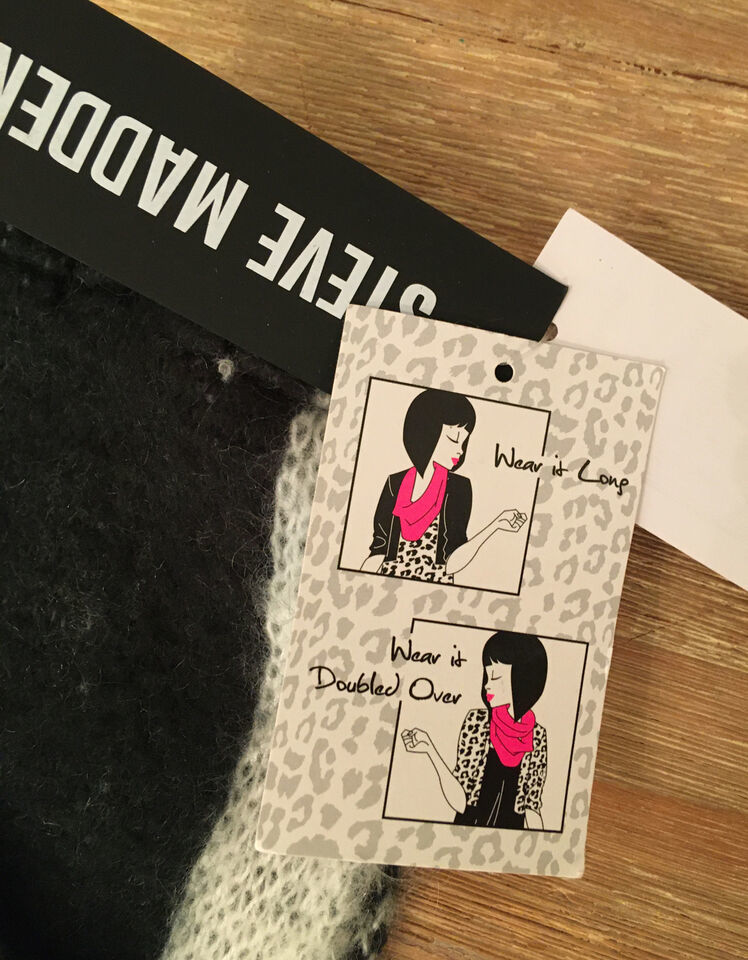 STEVE MADDEN
Wear it Long
Wear it
Doubled Over